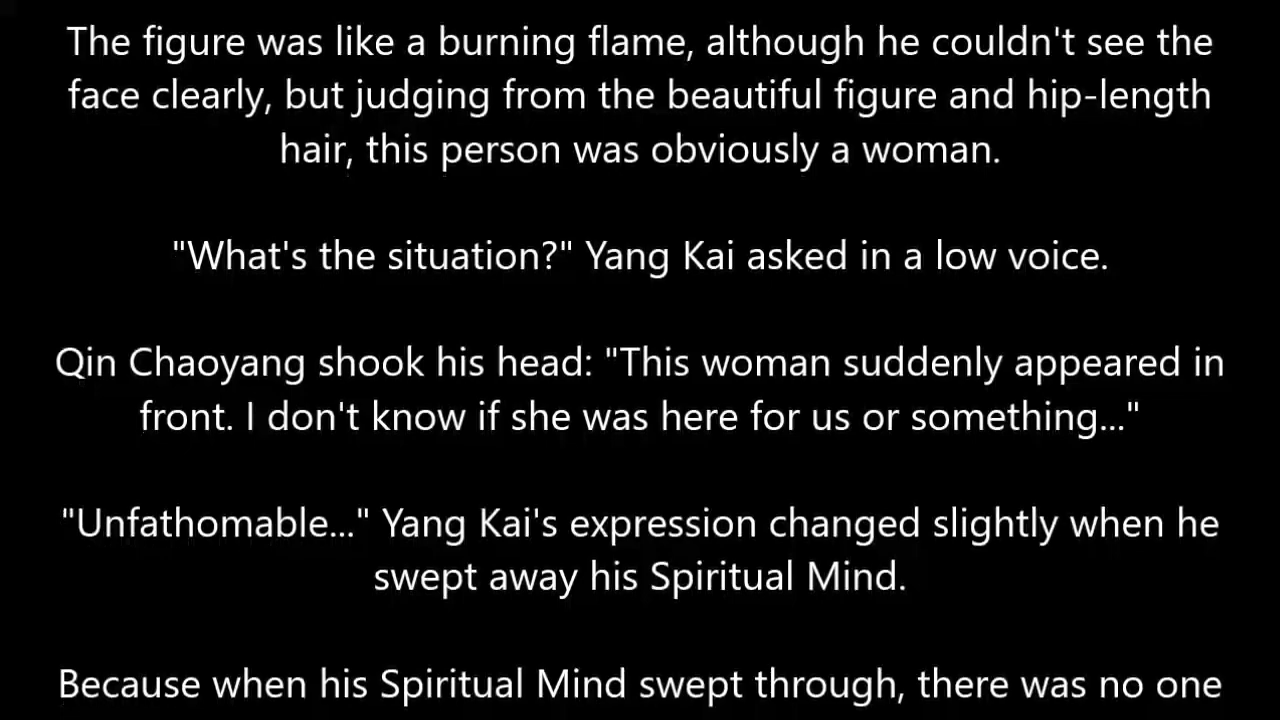 The figure was like a burning flame, although he couldn't see the
face clearly, but judging from the beautiful figure and hip-length
hair, this person was obviously a woman.
"What's the situation?" Yang Kai asked in a low voice.
Qin Chaoyang shook his head: "This woman suddenly appeared in
front. I don't know if she was here for us or something..."
"Unfathomable..." Yang Kai's expression changed slightly when he
swept away his Spiritual Mind.
Because when his Spiritual Mind swept through, there was no one